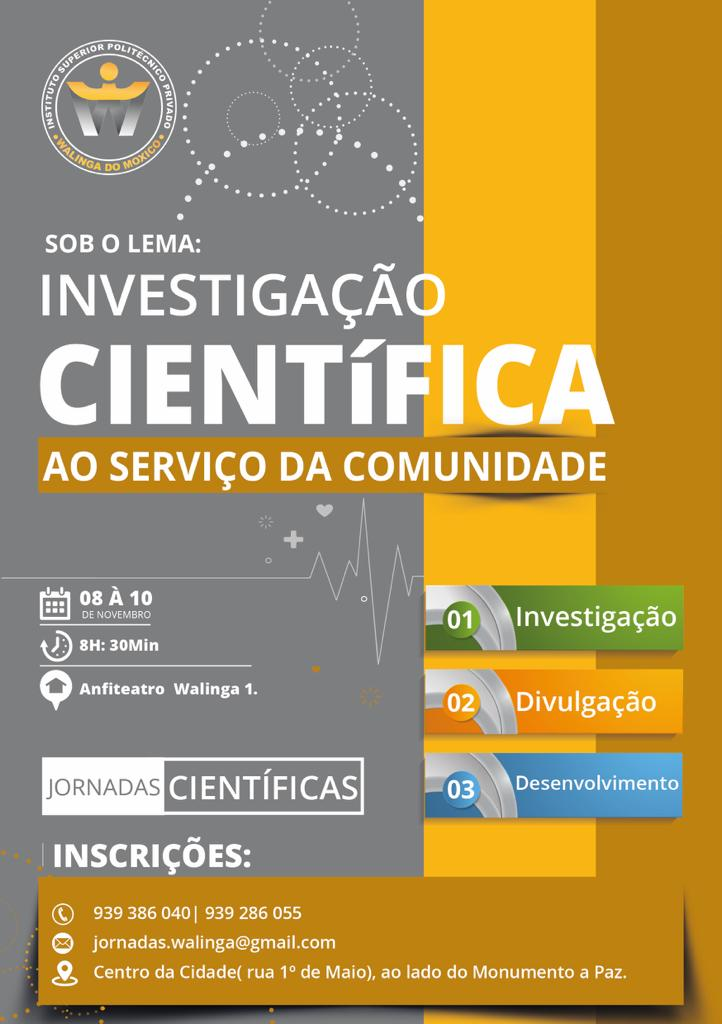 INSTITUTO SUPERIOR POLITÉCNICO PRIVADO
WALINGA DO MOXICO
W
SOB O LEMA:
INVESTIGAÇÃO
CIENTíFICA
AO SERVIÇO DA COMUNIDADE
08 À 10
DE NOVEMBRO
8H: 30Min
Anfiteatro Walinga 1.
01 Investigação
02 Divulgação
03 Desenvolvimento
JORNADAS CIENTÍFICAS
INSCRIÇÕES:
939 386 040| 939 286 055
jornadas.walinga@gmail.com
Centro da Cidade( rua 1º de Maio), ao lado do Monumento a Paz.